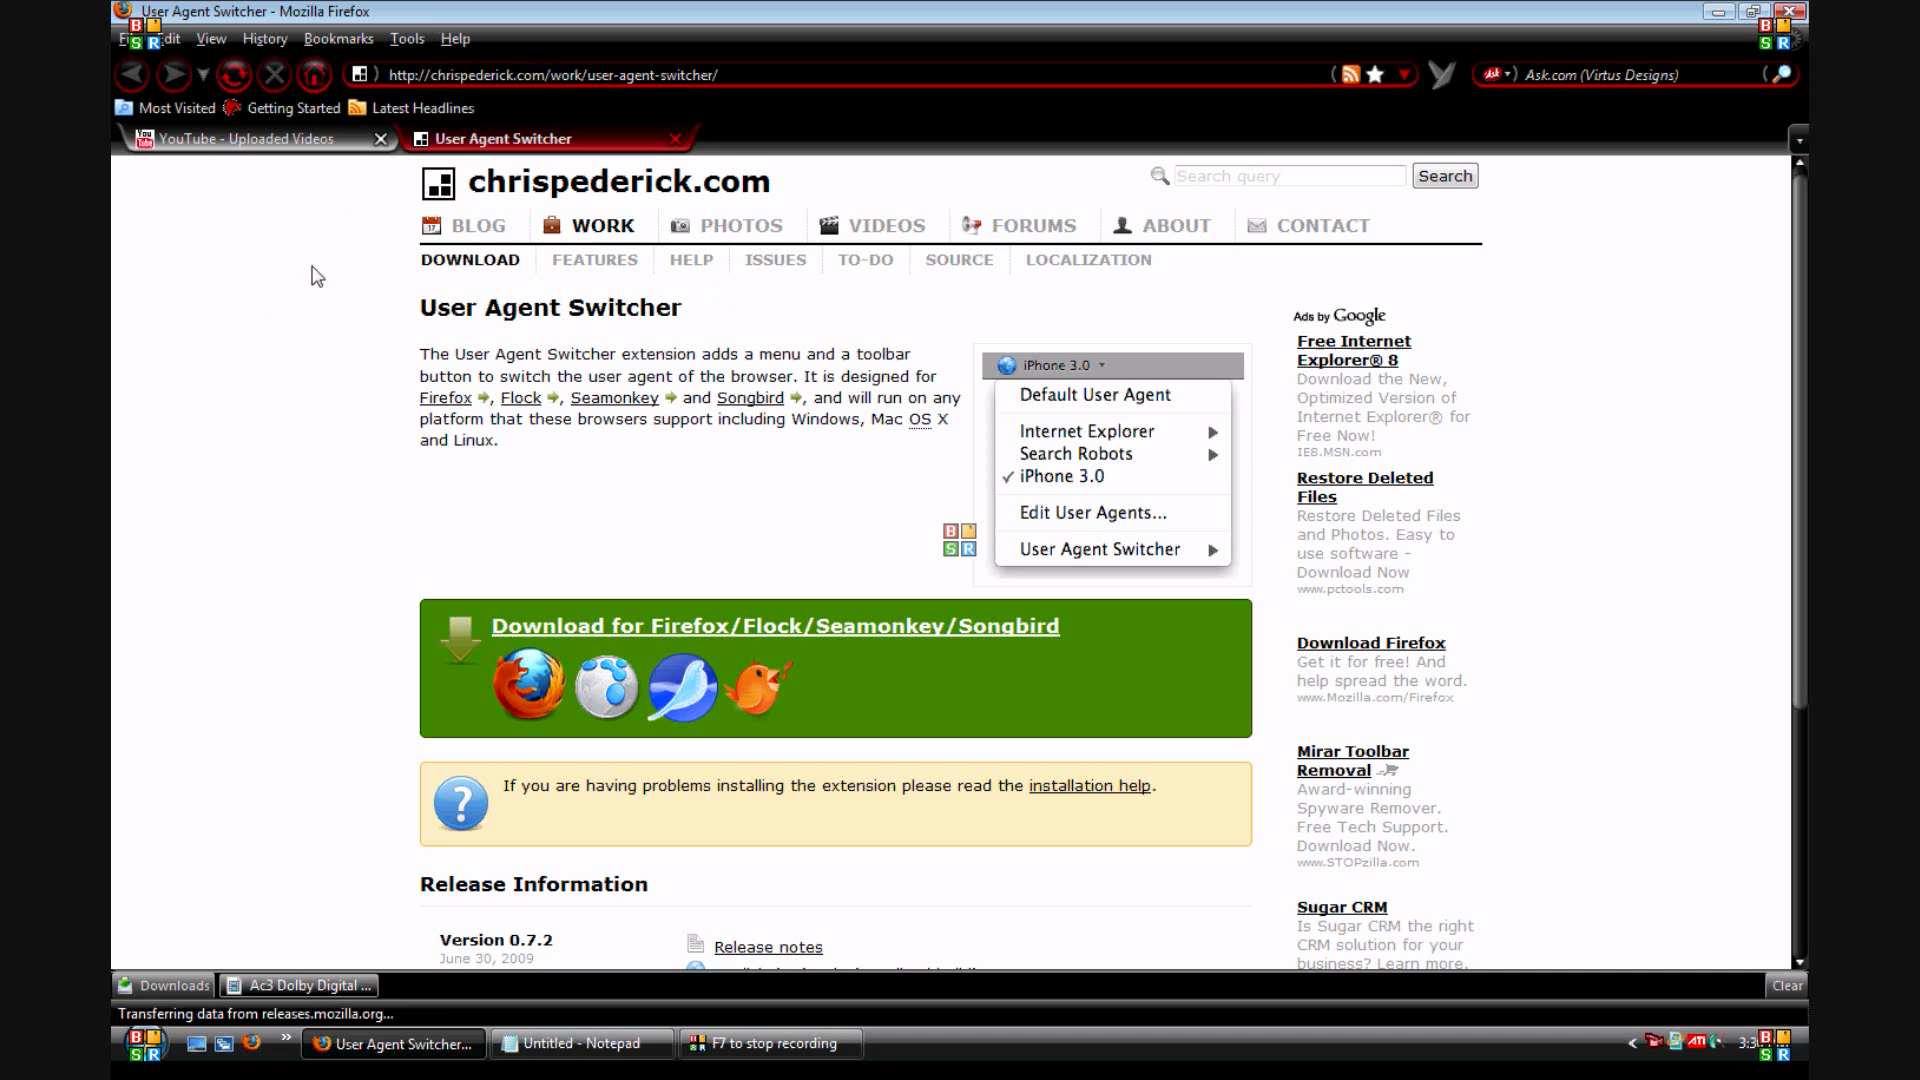 User Agent Switcher - Mozilla Firefox
View History Bookmarks Tools Help
http://chrispederick.com/work/user-agent-switcher/
Ask.com (Virtus Designs)
Most Visited Getting Started Latest Headlines
YouTube - Uploaded Videos
User Agent Switcher
chrispederick.com
Search query
Search
BLOG WORK PHOTOS VIDEOS FORUMS ABOUT CONTACT
DOWNLOAD FEATURES HELP ISSUES TO-DO SOURCE LOCALIZATION
User Agent Switcher
The User Agent Switcher extension adds a menu and a toolbar
button to switch the user agent of the browser. It is designed for
Firefox, Flock, Seamonkey and Songbird, and will run on any
platform that these browsers support including Windows, Mac OS X
and Linux.
iPhone 3.0
Default User Agent
Internet Explorer
Search Robots
iPhone 3.0
Edit User Agents...
User Agent Switcher
B S R
Download for Firefox/Flock/Seamonkey/Songbird
If you are having problems installing the extension please read the installation help.
Release Information
Version 0.7.2
June 30, 2009
Release notes
Ads by Google
Free Internet
Explorer® 8
Download the New,
Optimized Version of
Internet Explorer® for
Free Now!
IE8.MSN.com
Restore Deleted
Files
Restore Deleted Files
and Photos. Easy to
use software -
Download Now
www.pctools.com
Download Firefox
Get it for free! And
help spread the word.
www.Mozilla.com/Firefox
Mirar Toolbar
Removal
Award-winning
Spyware Remover.
Free Tech Support.
Download Now.
www.STOPzilla.com
Sugar CRM
Is Sugar CRM the right
CRM solution for your
business? Learn more.
Downloads
Ac3 Dolby Digital ...
Clear
Transferring data from releases.mozilla.org...
User Agent Switcher...
Untitled - Notepad
F7 to stop recording
ATI